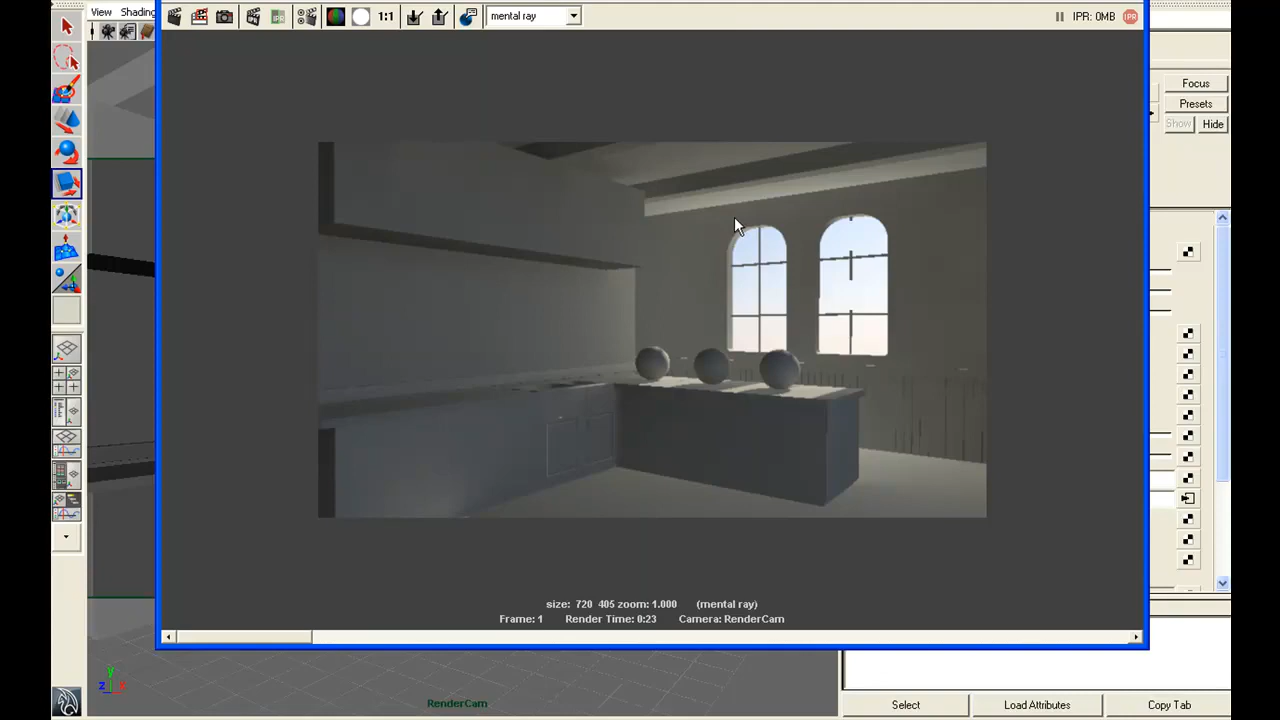 View Shading
1:1
mental ray
IPR: 0MB
IPR
IPR
Focus
Presets
Show Hide
size: 720 405 zoom: 1.000 (mental ray)
Frame: 1 Render Time: 0:23 Camera: RenderCam
y
z x
RenderCam
Select Load Attributes Copy Tab